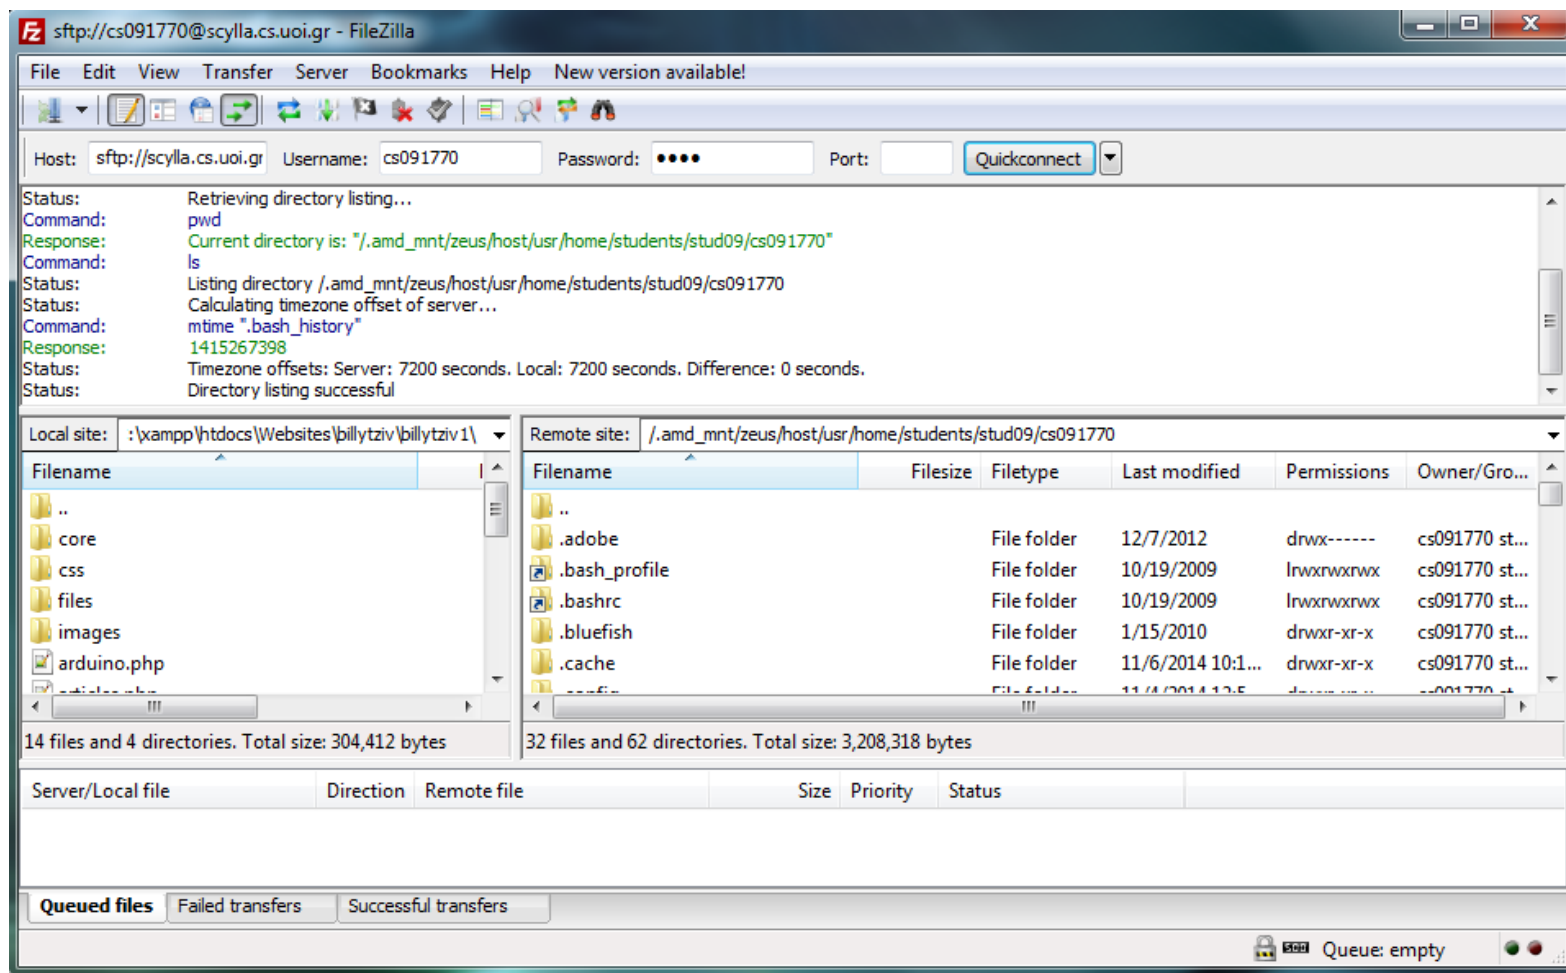 sftp://cs091770@scylla.cs.uoi.gr - FileZilla
File Edit View Transfer Server Bookmarks Help New version available!
Host: sftp://scylla.cs.uoi.gr Username: cs091770 Password: •••• Port: Quickconnect
Status: Retrieving directory listing...
Command: pwd
Response: Current directory is: "/.amd_mnt/zeus/host/usr/home/students/stud09/cs091770"
Command: ls
Status: Listing directory /.amd_mnt/zeus/host/usr/home/students/stud09/cs091770
Status: Calculating timezone offset of server...
Command: mtime ".bash_history"
Response: 1415267398
Status: Timezone offsets: Server: 7200 seconds. Local: 7200 seconds. Difference: 0 seconds.
Status: Directory listing successful
Local site: :\xampp\htdocs\Websites\billytziv\billytziv1\ Remote site: /.amd_mnt/zeus/host/usr/home/students/stud09/cs091770
Filename Filename Filesize Filetype Last modified Permissions Owner/Gro...
.. ..
core .adobe File folder 12/7/2012 drwx------ cs091770 st...
css .bash_profile File folder 10/19/2009 lrwxrwxrwx cs091770 st...
files .bashrc File folder 10/19/2009 lrwxrwxrwx cs091770 st...
images .bluefish File folder 1/15/2010 drwxr-xr-x cs091770 st...
arduino.php .cache File folder 11/6/2014 10:1... drwxr-xr-x cs091770 st...
14 files and 4 directories. Total size: 304,412 bytes 32 files and 62 directories. Total size: 3,208,318 bytes
Server/Local file Direction Remote file Size Priority Status
Queued files Failed transfers Successful transfers
Queue: empty